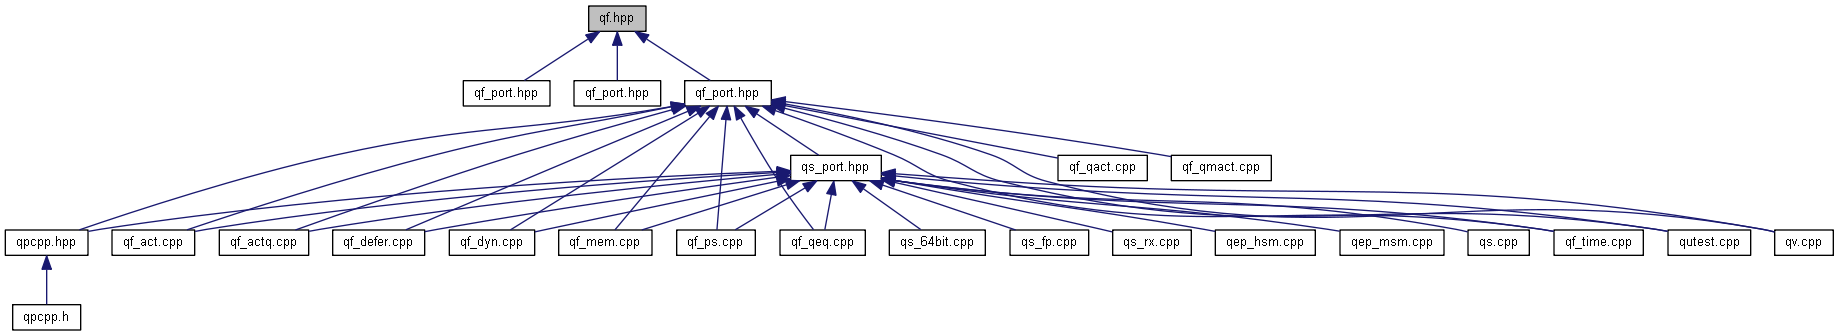 qf.hpp
qf_port.hpp
qf_port.hpp
qf_port.hpp
qs_port.hpp
qf_qact.cpp
qf_qmact.cpp
qpcpp.hpp
qf_act.cpp
qf_actq.cpp
qf_defer.cpp
qf_dyn.cpp
qf_mem.cpp
qf_ps.cpp
qf_qeq.cpp
qs_64bit.cpp
qs_fp.cpp
qs_rx.cpp
qep_hsm.cpp
qep_msm.cpp
qs.cpp
qf_time.cpp
qutest.cpp
qv.cpp
qpcpp.h